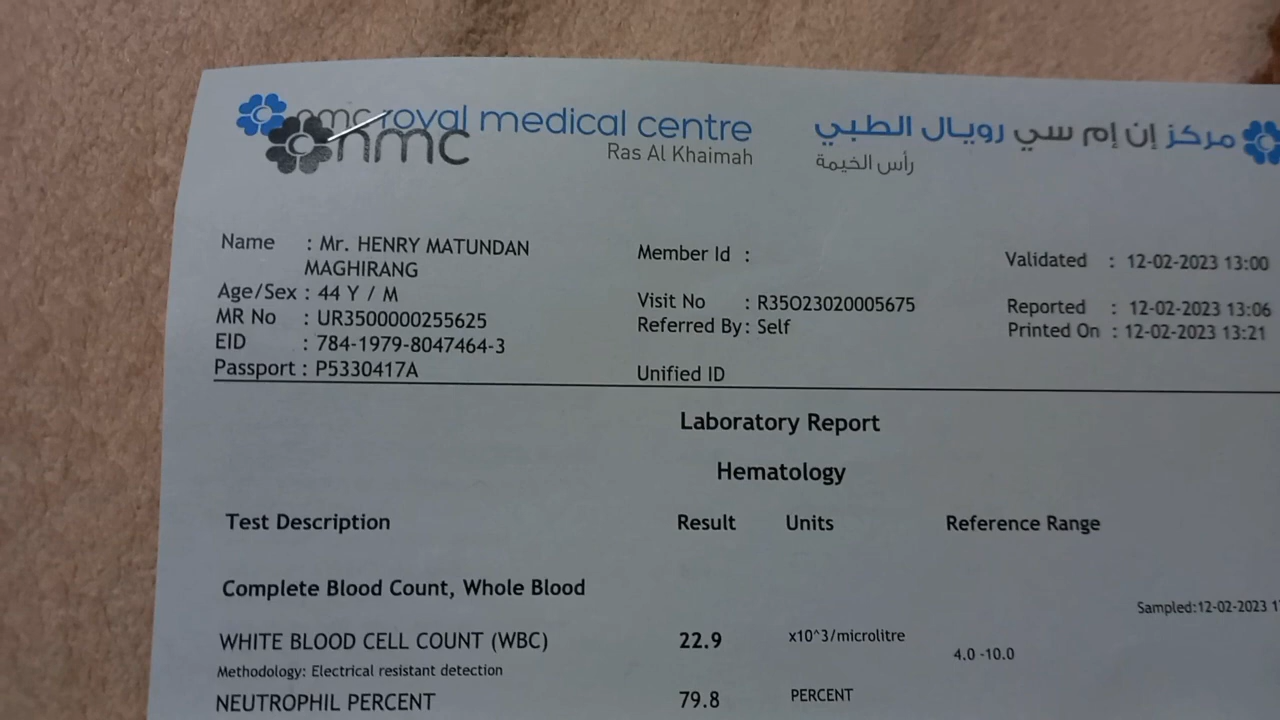 nmc royal medical centre
nmc
Ras Al Khaimah
مركز إن إم سي رويال الطبي
رأس الخيمة
Name : Mr. HENRY MATUNDAN MAGHIRANG
Age/Sex : 44 Y / M
MR No : UR3500000255625
EID : 784-1979-8047464-3
Passport : P5330417A
Member Id :
Visit No : R35O23020005675
Referred By : Self
Unified ID
Validated : 12-02-2023 13:00
Reported : 12-02-2023 13:06
Printed On : 12-02-2023 13:21
Laboratory Report
Hematology
Test Description Result Units Reference Range
Complete Blood Count, Whole Blood
Sampled:12-02-2023
WHITE BLOOD CELL COUNT (WBC) 22.9 x10^3/microlitre 4.0 -10.0
Methodology: Electrical resistant detection
NEUTROPHIL PERCENT 79.8 PERCENT